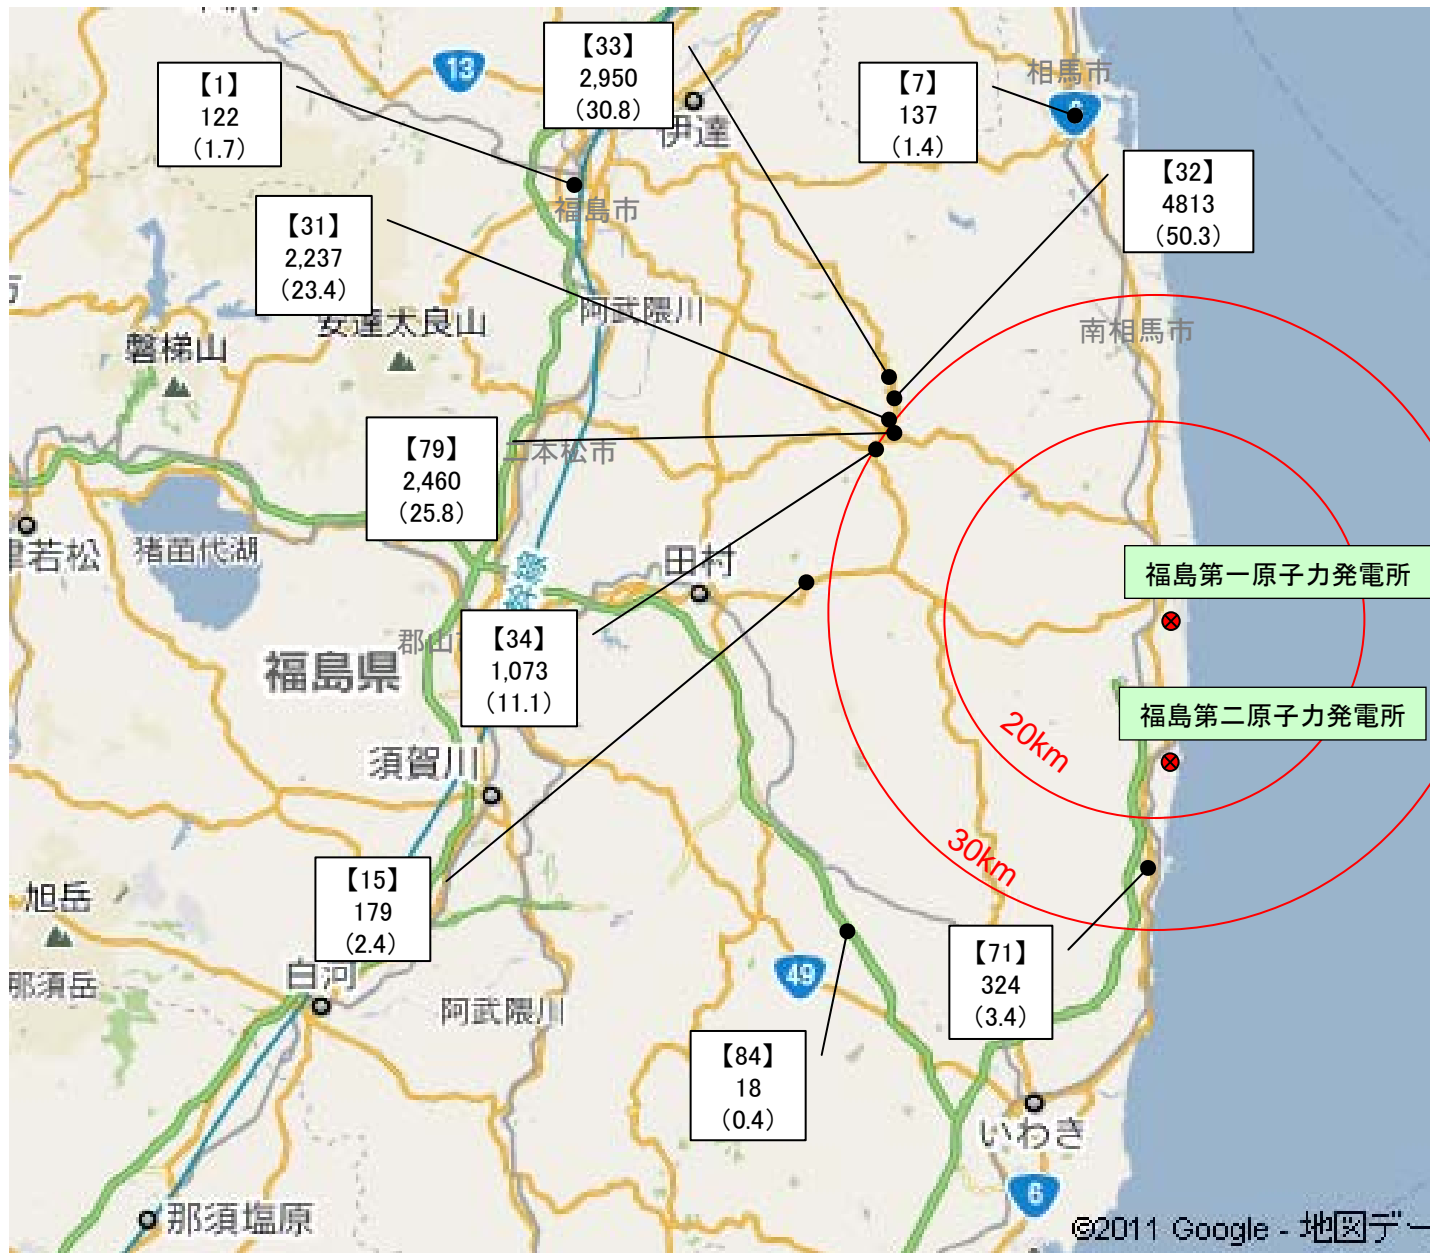 13
【33】
2,950
（30.8）
伊達
【1】
122
（1.7）
【7】
137
（1.4）
相馬市
【32】
4813
（50.3）
福島市
【31】
2,237
（23.4）
阿武隈川
安達太良山
磐梯山
南相馬市
【79】
2,460
（25.8）
二本松市
猪苗代湖
津若松
田村
福島第一原子力発電所
【34】
1,073
（11.1）
郡山
福島県
福島第二原子力発電所
20km
須賀川
30km
【15】
179
（2.4）
旭岳
那須岳
白河
阿武隈川
49
【71】
324
（3.4）
【84】
18
（0.4）
いわき
6
那須塩原
©2011 Google - 地図デー